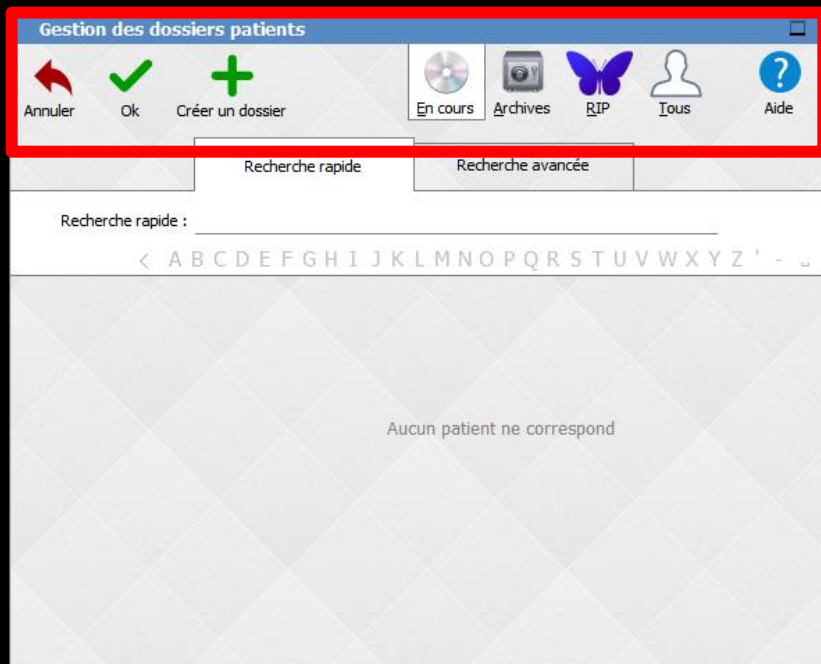 Gestion des dossiers patients
Annuler Ok Créer un dossier En cours Archives RIP Tous Aide
Recherche rapide Recherche avancée
Recherche rapide :
< A B C D E F G H I J K L M N O P Q R S T U V W X Y Z ' - ␣
Aucun patient ne correspond